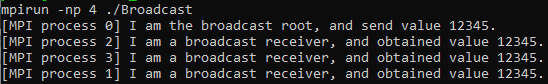 mpirun -np 4 ./Broadcast
[MPI process 0] I am the broadcast root, and send value 12345.
[MPI process 2] I am a broadcast receiver, and obtained value 12345.
[MPI process 3] I am a broadcast receiver, and obtained value 12345.
[MPI process 1] I am a broadcast receiver, and obtained value 12345.